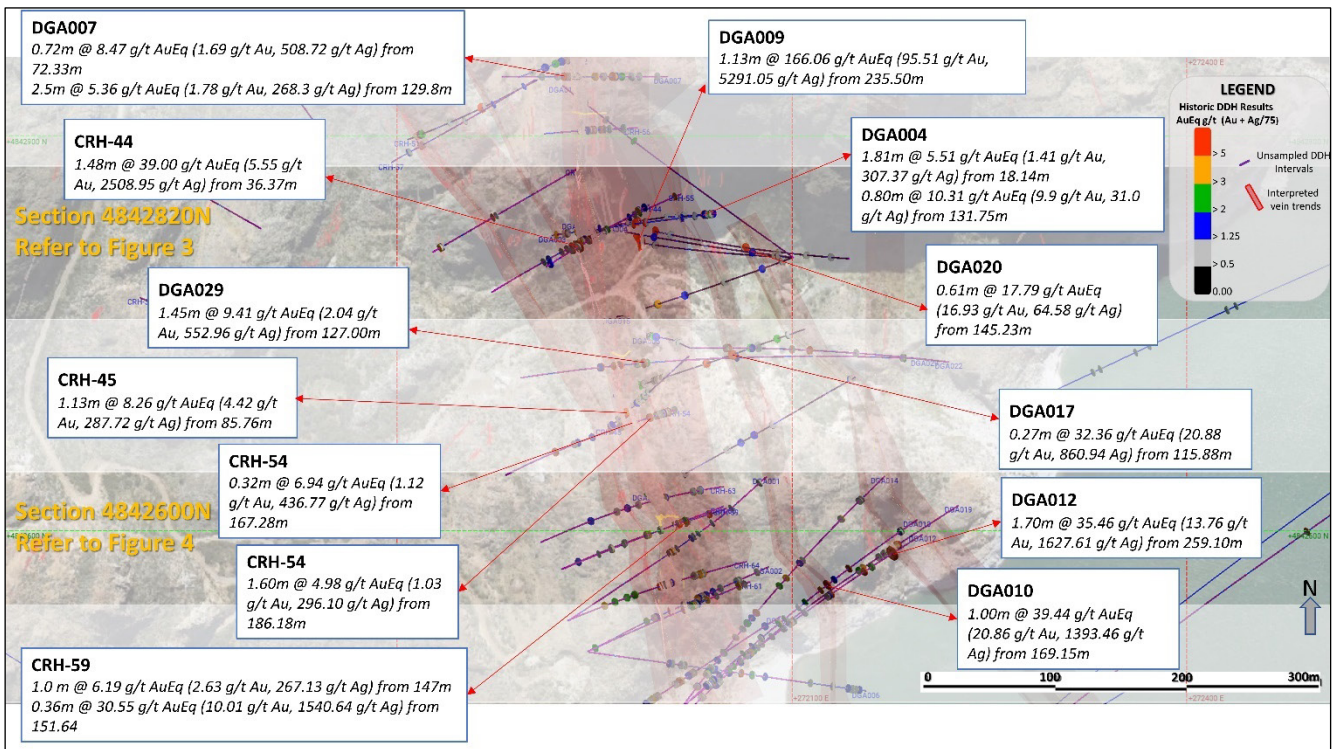 DGA007
0.72m @ 8.47 g/t AuEq (1.69 g/t Au, 508.72 g/t Ag) from
72.33m
2.5m @ 5.36 g/t AuEq (1.78 g/t Au, 268.3 g/t Ag) from 129.8m
DGA009
1.13m @ 166.06 g/t AuEq (95.51 g/t Au,
5291.05 g/t Ag) from 235.50m
CRH-44
1.48m @ 39.00 g/t AuEq (5.55 g/t
Au, 2508.95 g/t Ag) from 36.37m
DGA004
1.81m @ 5.51 g/t AuEq (1.41 g/t Au,
307.37 g/t Ag) from 18.14m
0.80m @ 10.31 g/t AuEq (9.9 g/t Au, 31.0
g/t Ag) from 131.75m
+272400 E
LEGEND
Historic DDH Results
AuEq g/t (Au + Ag/75)
> 5
> 3
> 2
> 1.25
> 0.5
0.00
Unsampled DDH
Intervals
Interpreted
vein trends
Section 4842820N
Refer to Figure 3
DGA020
0.61m @ 17.79 g/t AuEq
(16.93 g/t Au, 64.58 g/t Ag)
from 145.23m
DGA029
1.45m @ 9.41 g/t AuEq (2.04 g/t
Au, 552.96 g/t Ag) from 127.00m
CRH-45
1.13m @ 8.26 g/t AuEq (4.42 g/t
Au, 287.72 g/t Ag) from 85.76m
DGA017
0.27m @ 32.36 g/t AuEq (20.88
g/t Au, 860.94 Ag) from 115.88m
CRH-54
0.32m @ 6.94 g/t AuEq (1.12
g/t Au, 436.77 g/t Ag) from
167.28m
Section 4842600N
Refer to Figure 4
DGA012
1.70m @ 35.46 g/t AuEq (13.76 g/t
Au, 1627.61 g/t Ag) from 259.10m
CRH-54
1.60m @ 4.98 g/t AuEq (1.03
g/t Au, 296.10 g/t Ag) from
186.18m
DGA010
1.00m @ 39.44 g/t AuEq
(20.86 g/t Au, 1393.46 g/t
Ag) from 169.15m
CRH-59
1.0 m @ 6.19 g/t AuEq (2.63 g/t Au, 267.13 g/t Ag) from 147m
0.36m @ 30.55 g/t AuEq (10.01 g/t Au, 1540.64 g/t Ag) from
151.64
CRH-63
DGA014
DGA019
DGA012
CRH-64
DGA006
+4842600 N
N
0
100
200
300m
+272400 E